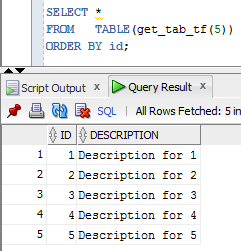 SELECT *
FROM   TABLE(get_tab_tf(5))
ORDER BY id;
Script Output × Query Result ×
SQL | All Rows Fetched: 5 in
ID DESCRIPTION
1 1 Description for 1
2 2 Description for 2
3 3 Description for 3
4 4 Description for 4
5 5 Description for 5